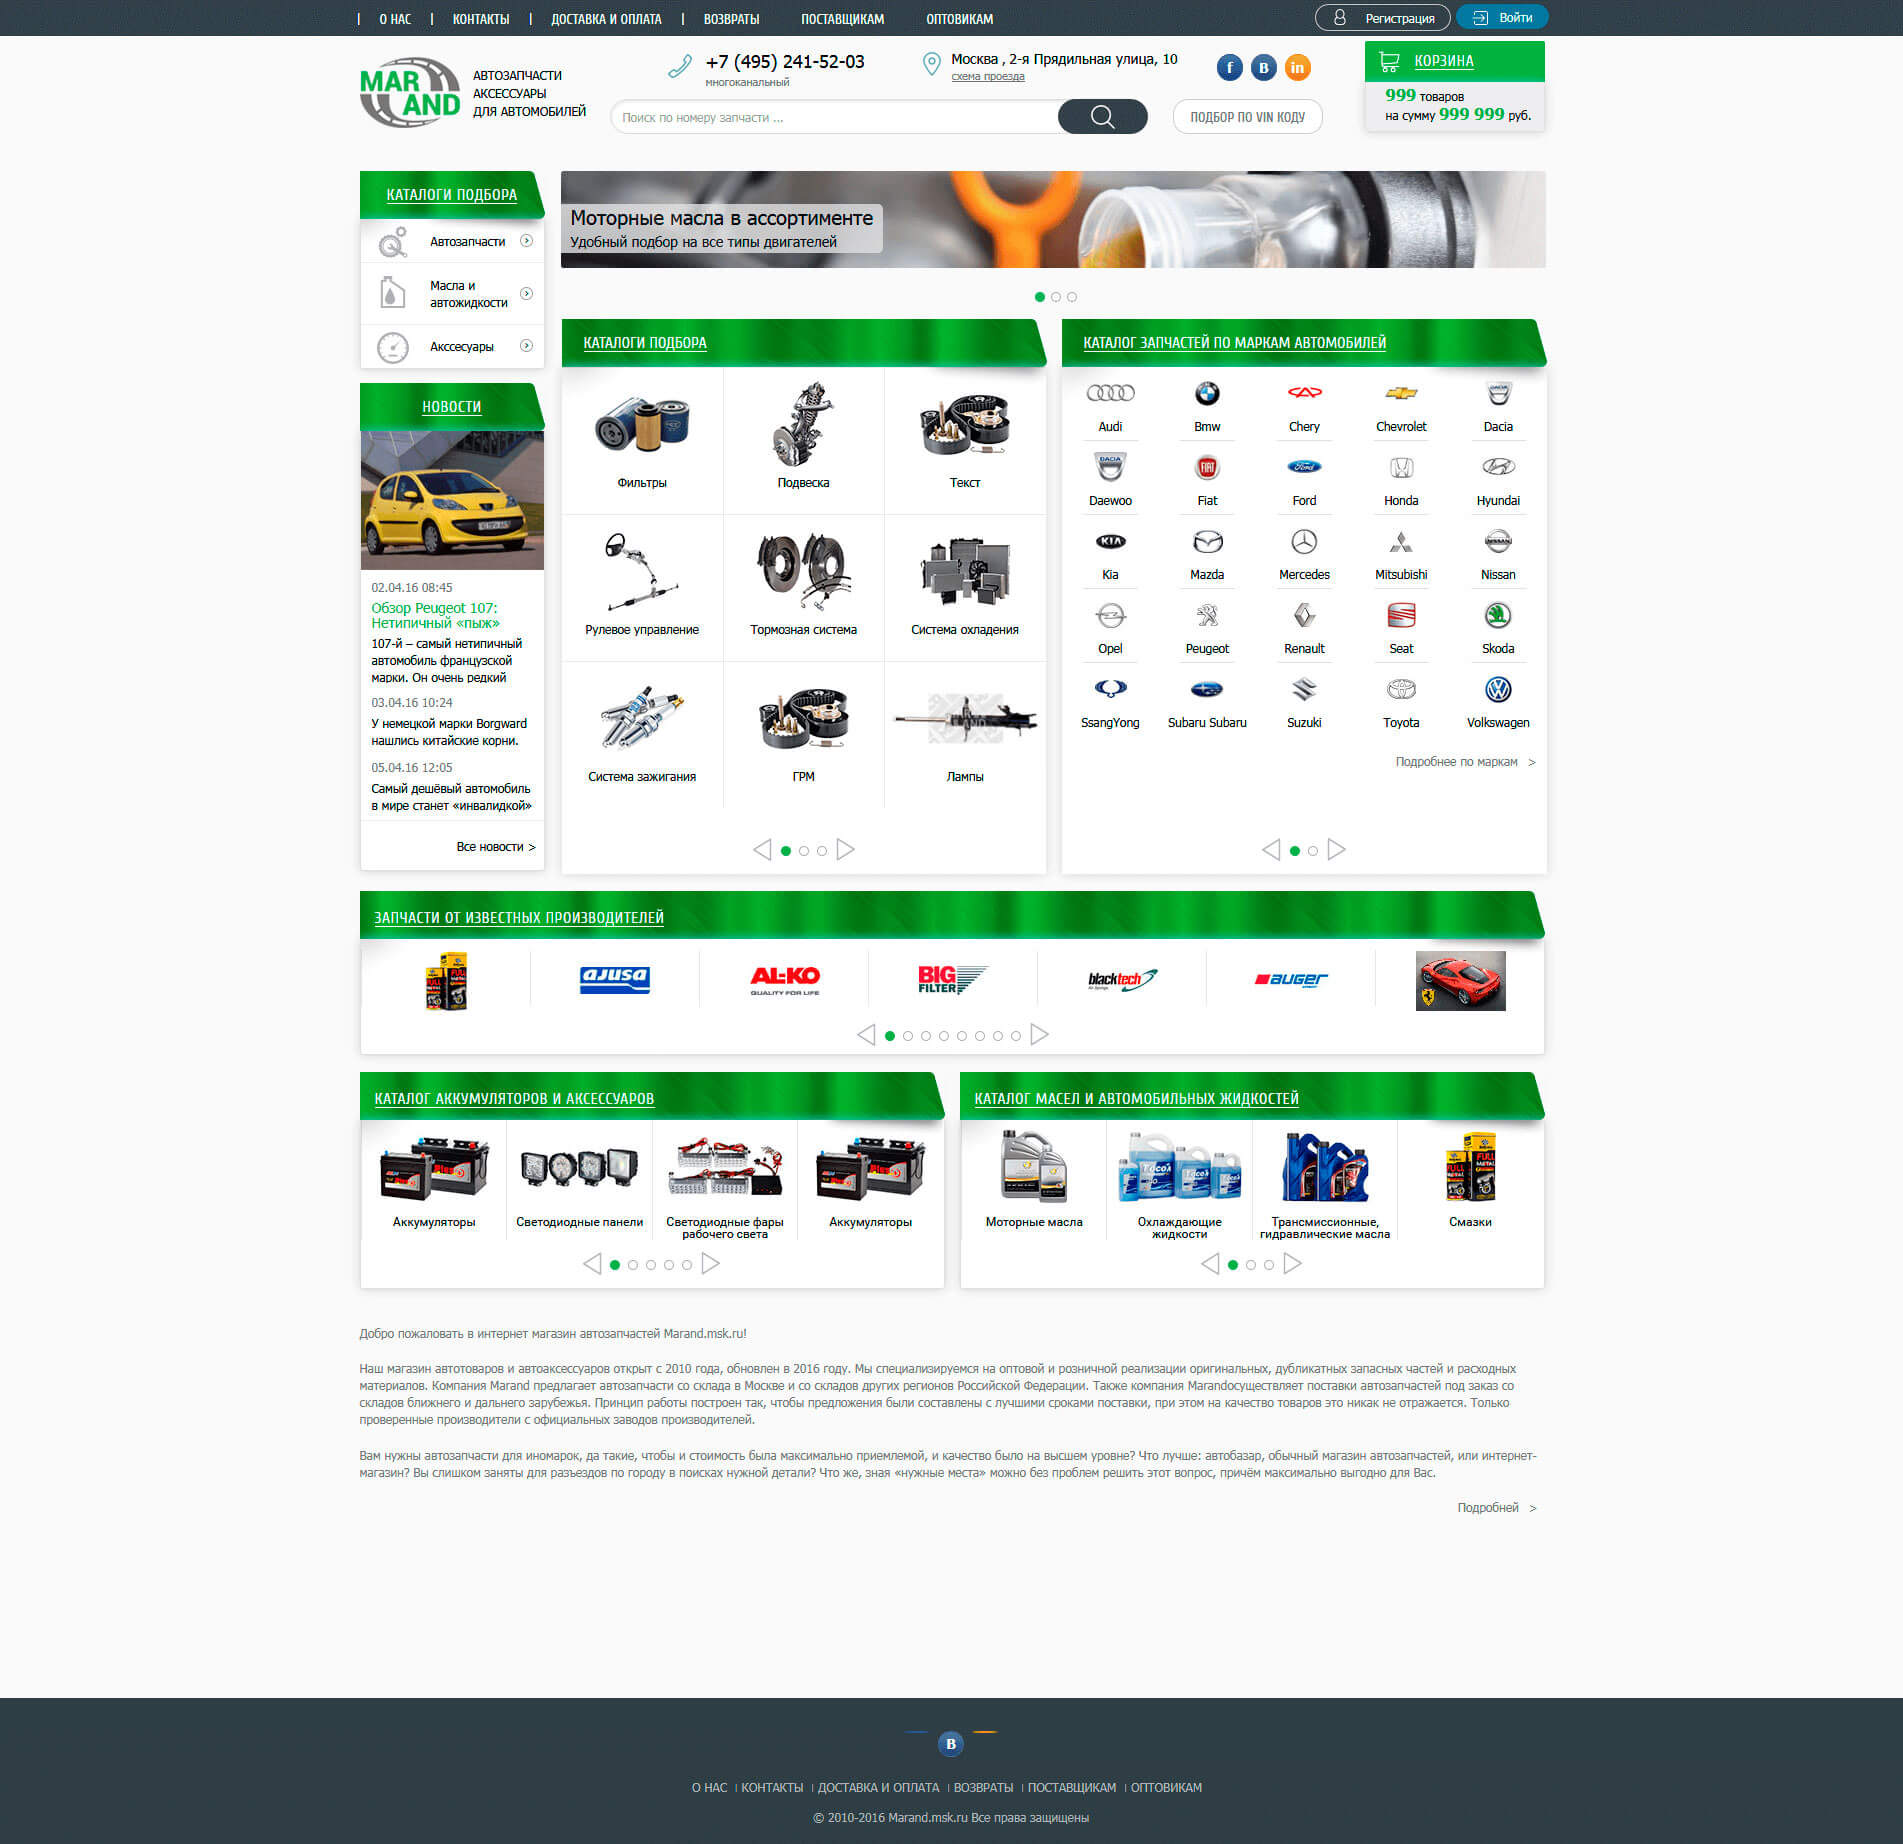 О НАС
КОНТАКТЫ
ДОСТАВКА И ОПЛАТА
ВОЗВРАТЫ
ПОСТАВЩИКАМ
ОПТОВИКАМ
Регистрация
Войти
MAR
AND
АВТОЗАПЧАСТИ
АКСЕССУАРЫ
ДЛЯ АВТОМОБИЛЕЙ
+7 (495) 241-52-03
многоканальный
Москва , 2-я Прядильная улица, 10
схема проезда
f
B
in
Поиск по номеру запчасти ...
ПОДБОР ПО VIN КОДУ
КОРЗИНА
999 товаров
на сумму 999 999 руб.
КАТАЛОГИ ПОДБОРА
Автозапчасти
Масла и
автожидкости
Акссесуары
Моторные масла в ассортименте
Удобный подбор на все типы двигателей
НОВОСТИ
02.04.16 08:45
Обзор Peugeot 107:
Нетипичный «пыж»
107-й – самый нетипичный
автомобиль французской
марки. Он очень редкий
03.04.16 10:24
У немецкой марки Borgward
нашлись китайские корни.
05.04.16 12:05
Самый дешёвый автомобиль
в мире станет «инвалидкой»
Все новости >
КАТАЛОГИ ПОДБОРА
Фильтры
Подвеска
Текст
Рулевое управление
Тормозная система
Система охладения
Система зажигания
ГРМ
Лампы
КАТАЛОГ ЗАПЧАСТЕЙ ПО МАРКАМ АВТОМОБИЛЕЙ
Audi
Bmw
Chery
Chevrolet
Dacia
Daewoo
Fiat
Ford
Honda
Hyundai
Kia
Mazda
Mercedes
Mitsubishi
Nissan
Opel
Peugeot
Renault
Seat
Skoda
SsangYong
Subaru Subaru
Suzuki
Toyota
Volkswagen
Подробнее по маркам >
ЗАПЧАСТИ ОТ ИЗВЕСТНЫХ ПРОИЗВОДИТЕЛЕЙ
ajusa
AL-KO
QUALITY FOR LIFE
BIG
FILTER
blacktech
AUGER
КАТАЛОГ АККУМУЛЯТОРОВ И АКСЕССУАРОВ
Аккумуляторы
Светодиодные панели
Светодиодные фары
рабочего света
Аккумуляторы
КАТАЛОГ МАСЕЛ И АВТОМОБИЛЬНЫХ ЖИДКОСТЕЙ
Моторные масла
Охлаждающие
жидкости
Трансмиссионные,
гидравлические масла
Смазки
Добро пожаловать в интернет магазин автозапчастей Marand.msk.ru!
Наш магазин автотоваров и автоаксессуаров открыт с 2010 года, обновлен в 2016 году. Мы специализируемся на оптовой и розничной реализации оригинальных, дубликатных запасных частей и расходных
материалов. Компания Marand предлагает автозапчасти со склада в Москве и со складов других регионов Российской Федерации. Также компания Marandосуществляет поставки автозапчастей под заказ со
складов ближнего и дальнего зарубежья. Принцип работы построен так, чтобы предложения были составлены с лучшими сроками поставки, при этом на качество товаров это никак не отражается. Только
проверенные производители с официальных заводов производителей.
Вам нужны автозапчасти для иномарок, да такие, чтобы и стоимость была максимально приемлемой, и качество было на высшем уровне? Что лучше: автобазар, обычный магазин автозапчастей, или интернет-
магазин? Вы слишком заняты для разъездов по городу в поисках нужной детали? Что же, зная «нужные места» можно без проблем решить этот вопрос, причём максимально выгодно для Вас.
Подробней >
B
О НАС
КОНТАКТЫ
ДОСТАВКА И ОПЛАТА
ВОЗВРАТЫ
ПОСТАВЩИКАМ
ОПТОВИКАМ
© 2010-2016 Marand.msk.ru Все права защищены